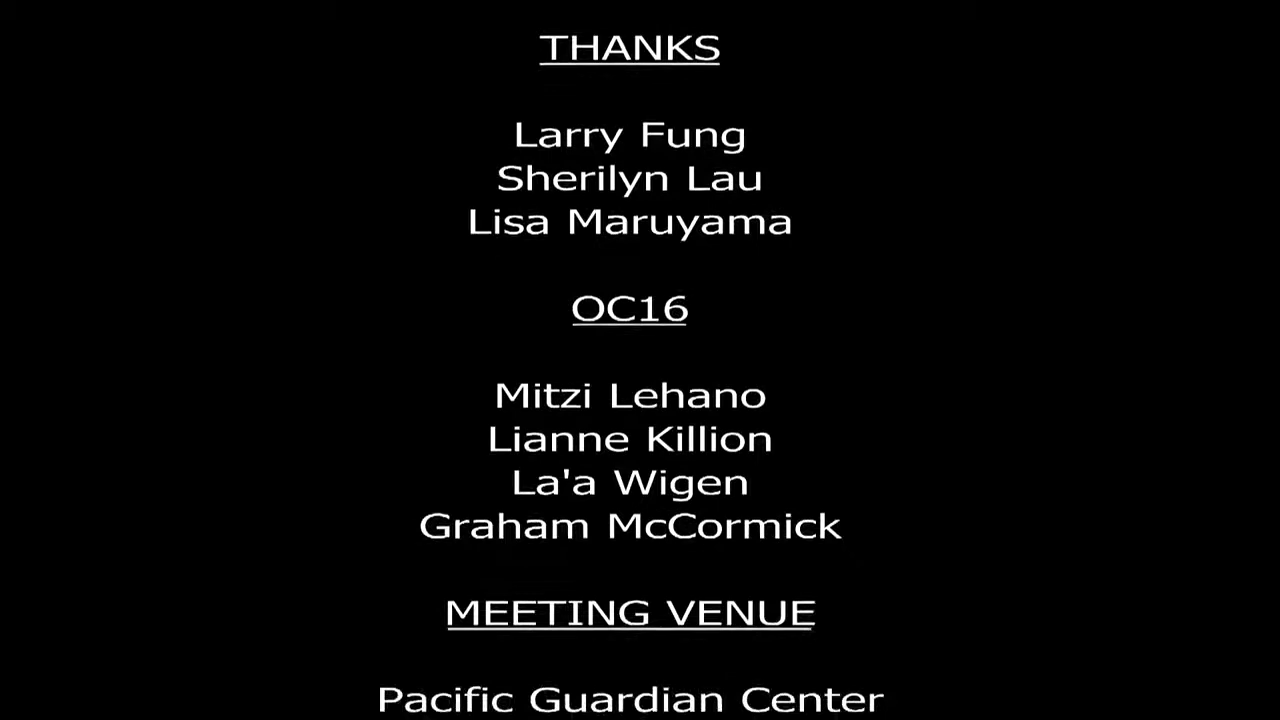 THANKS
Larry Fung
Sherilyn Lau
Lisa Maruyama
OC16
Mitzi Lehano
Lianne Killion
La'a Wigen
Graham McCormick
MEETING VENUE
Pacific Guardian Center